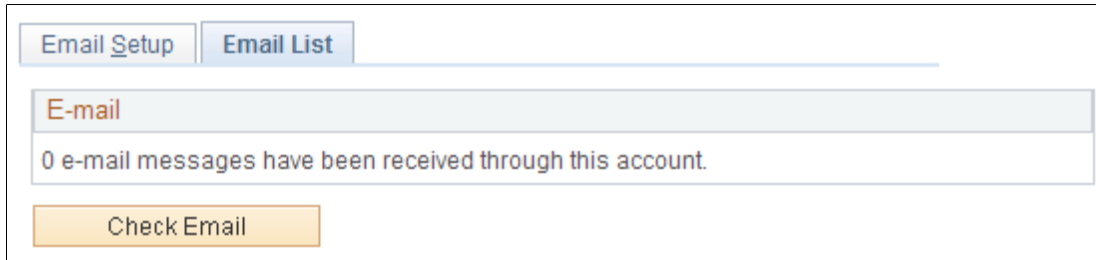 Email Setup Email List
E-mail
0 e-mail messages have been received through this account.
Check Email